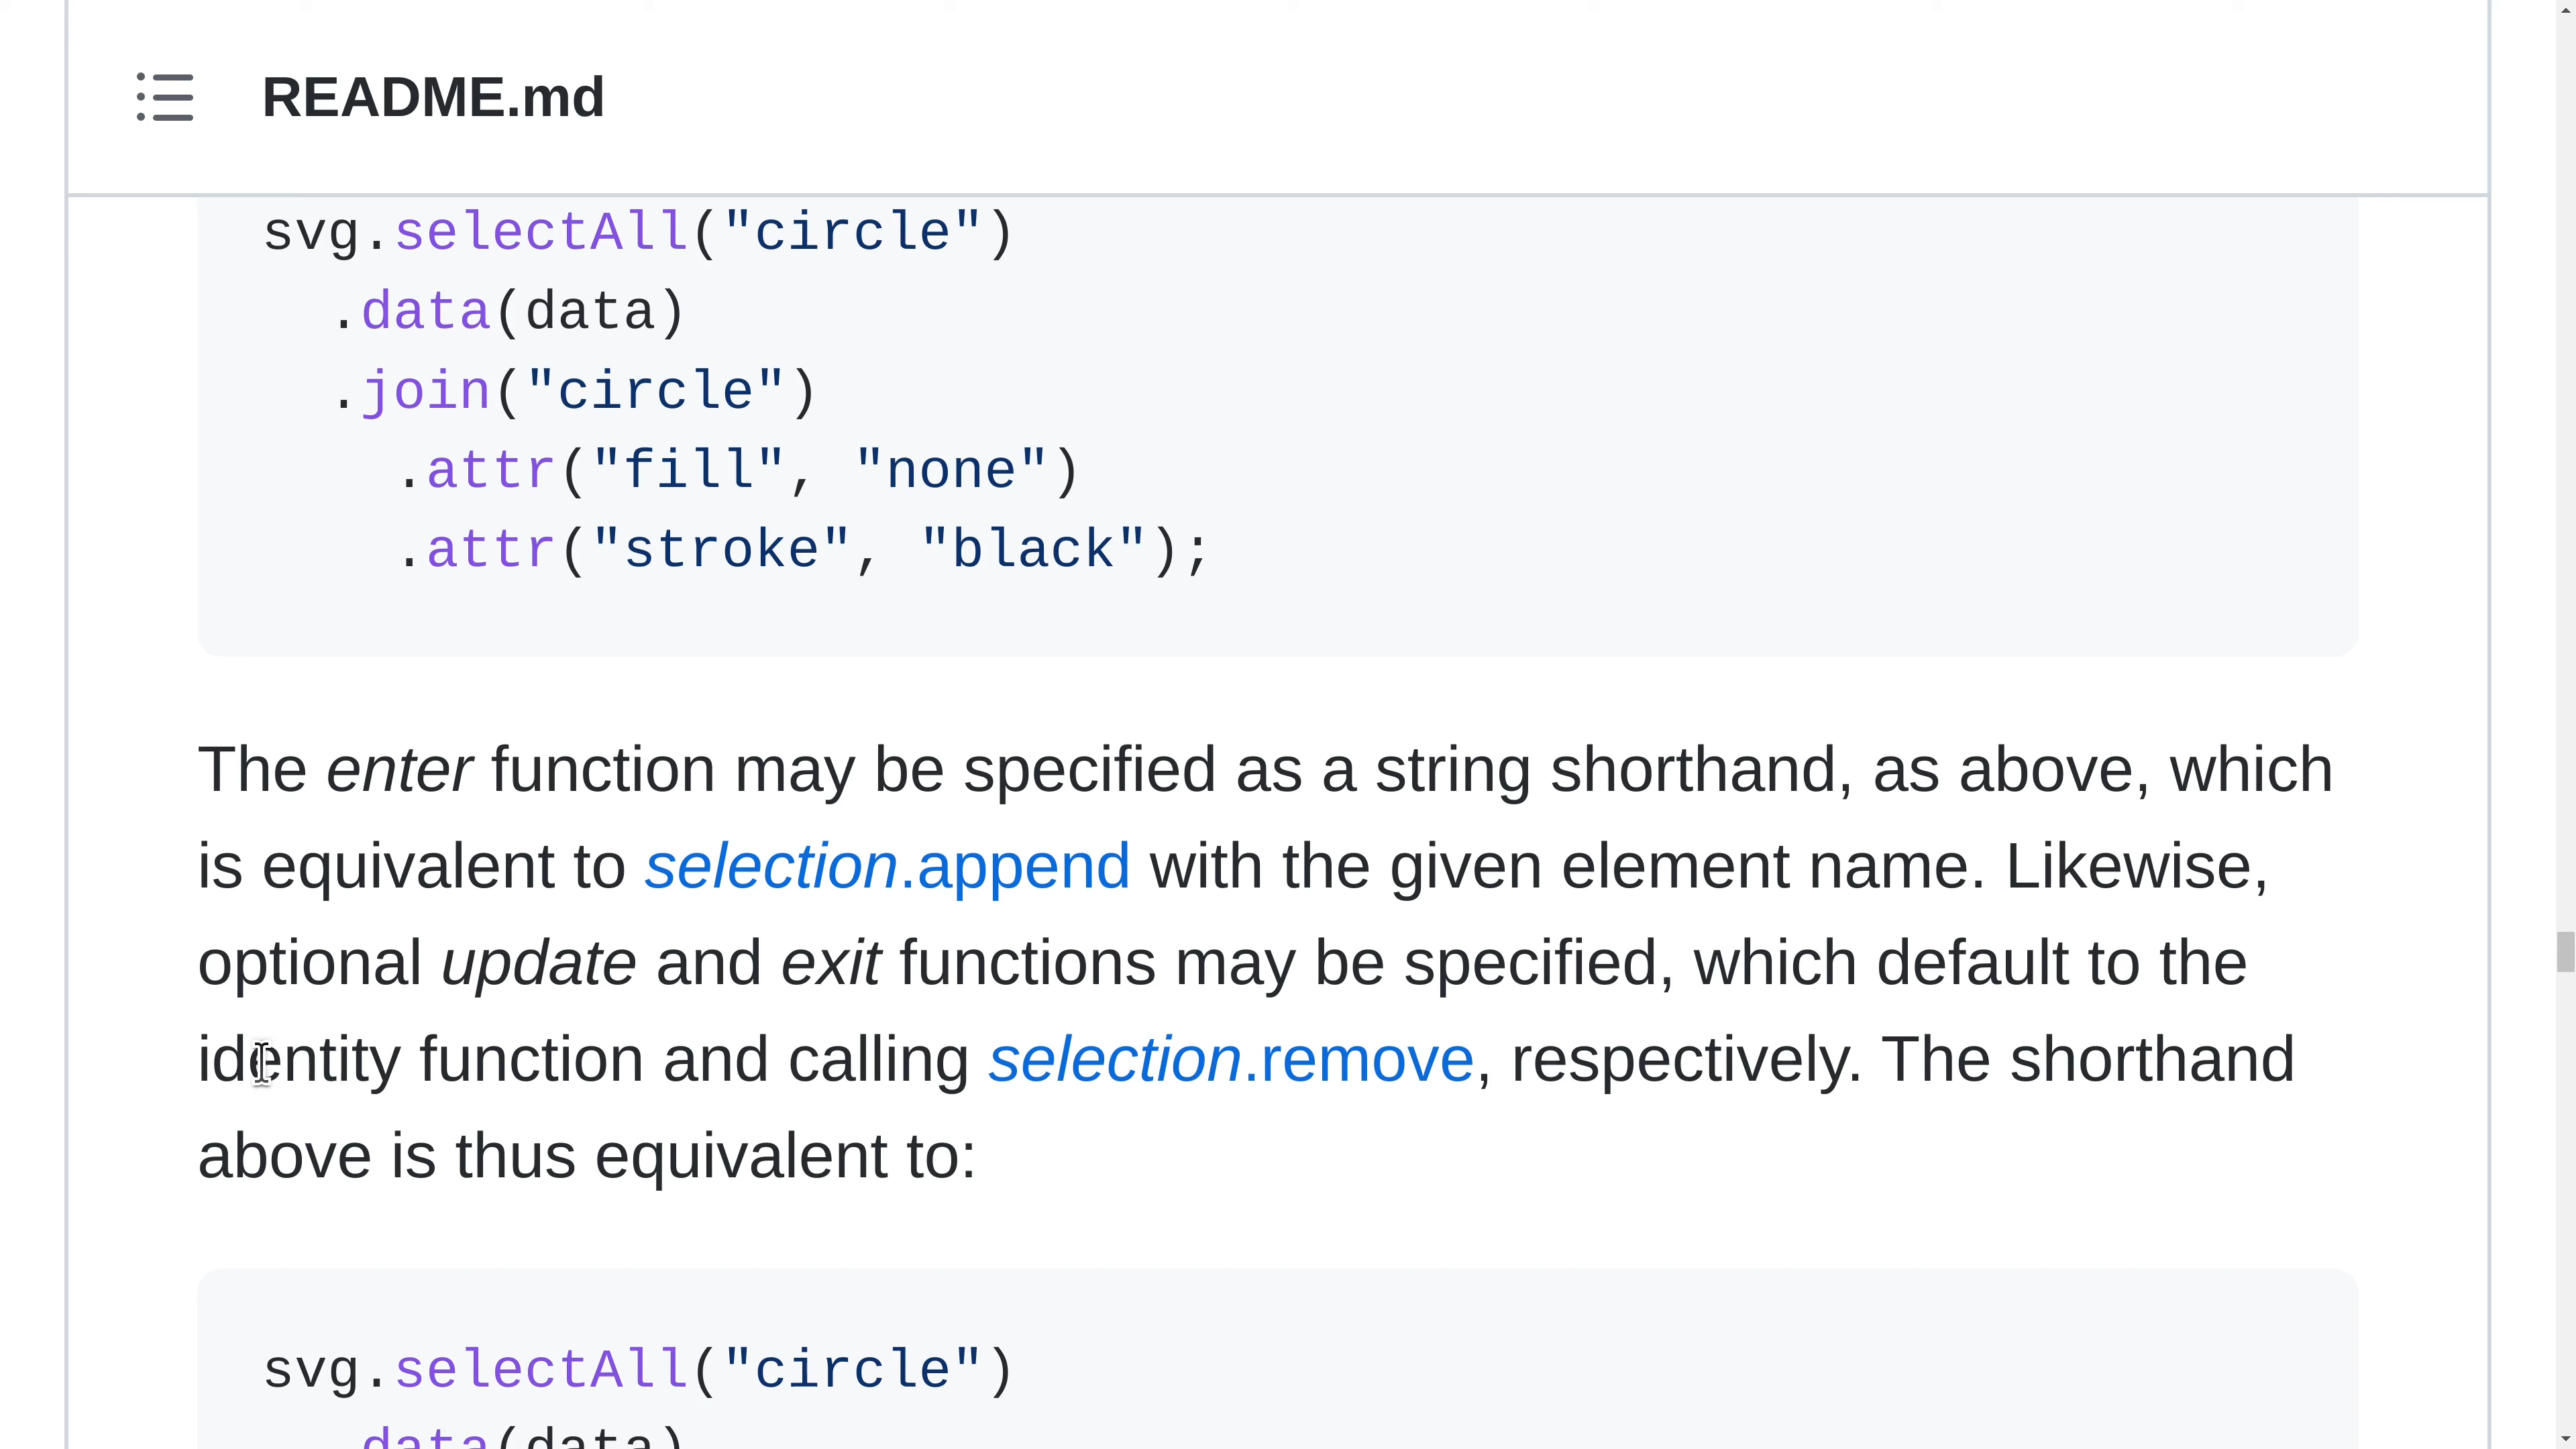 README.md
svg.selectAll("circle")
.data(data)
.join("circle")
.attr("fill", "none")
.attr("stroke", "black");
The enter function may be specified as a string shorthand, as above, which
is equivalent to selection.append with the given element name. Likewise,
optional update and exit functions may be specified, which default to the
identity function and calling selection.remove, respectively. The shorthand
above is thus equivalent to:
svg.selectAll("circle")
.data(data)